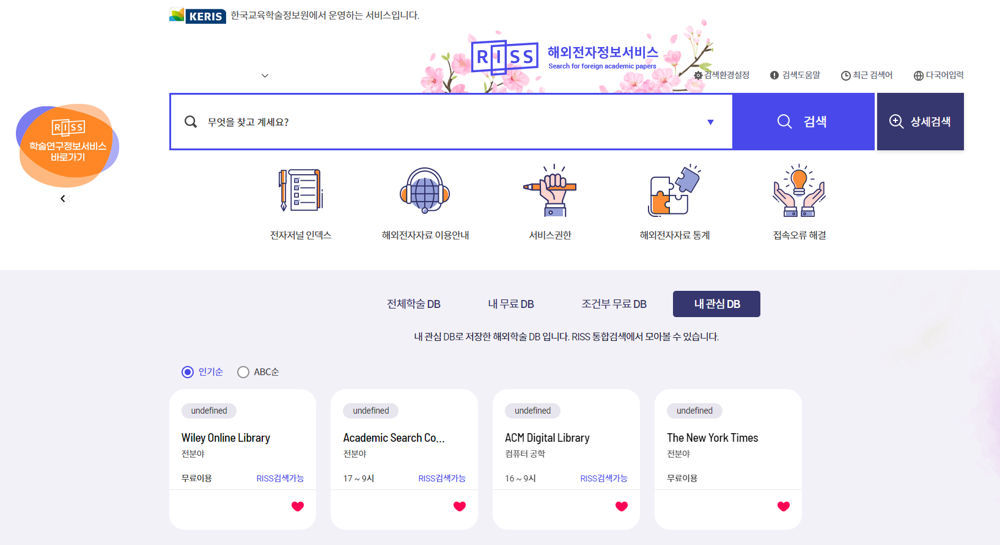 KERIS 한국교육학술정보원에서 운영하는 서비스입니다.
RISS 해외전자정보서비스
Search for foreign academic papers
검색환경설정 검색도움말 최근 검색어 다국어입력
무엇을 찾고 계세요? 검색 상세검색
RISS
학술연구정보서비스
바로가기
전자저널 인덱스 해외전자자료 이용안내 서비스권한 해외전자자료 통계 접속오류 해결
전체학술 DB 내 무료 DB 조건부 무료 DB 내 관심 DB
내 관심 DB로 저장한 해외학술 DB 입니다. RISS 통합검색에서 모아볼 수 있습니다.
인기순 ABC순
undefined
Wiley Online Library
전분야
무료이용 RISS검색가능
undefined
Academic Search Co...
전분야
17 ~ 9시 RISS검색가능
undefined
ACM Digital Library
컴퓨터 공학
16 ~ 9시 RISS검색가능
undefined
The New York Times
전분야
무료이용